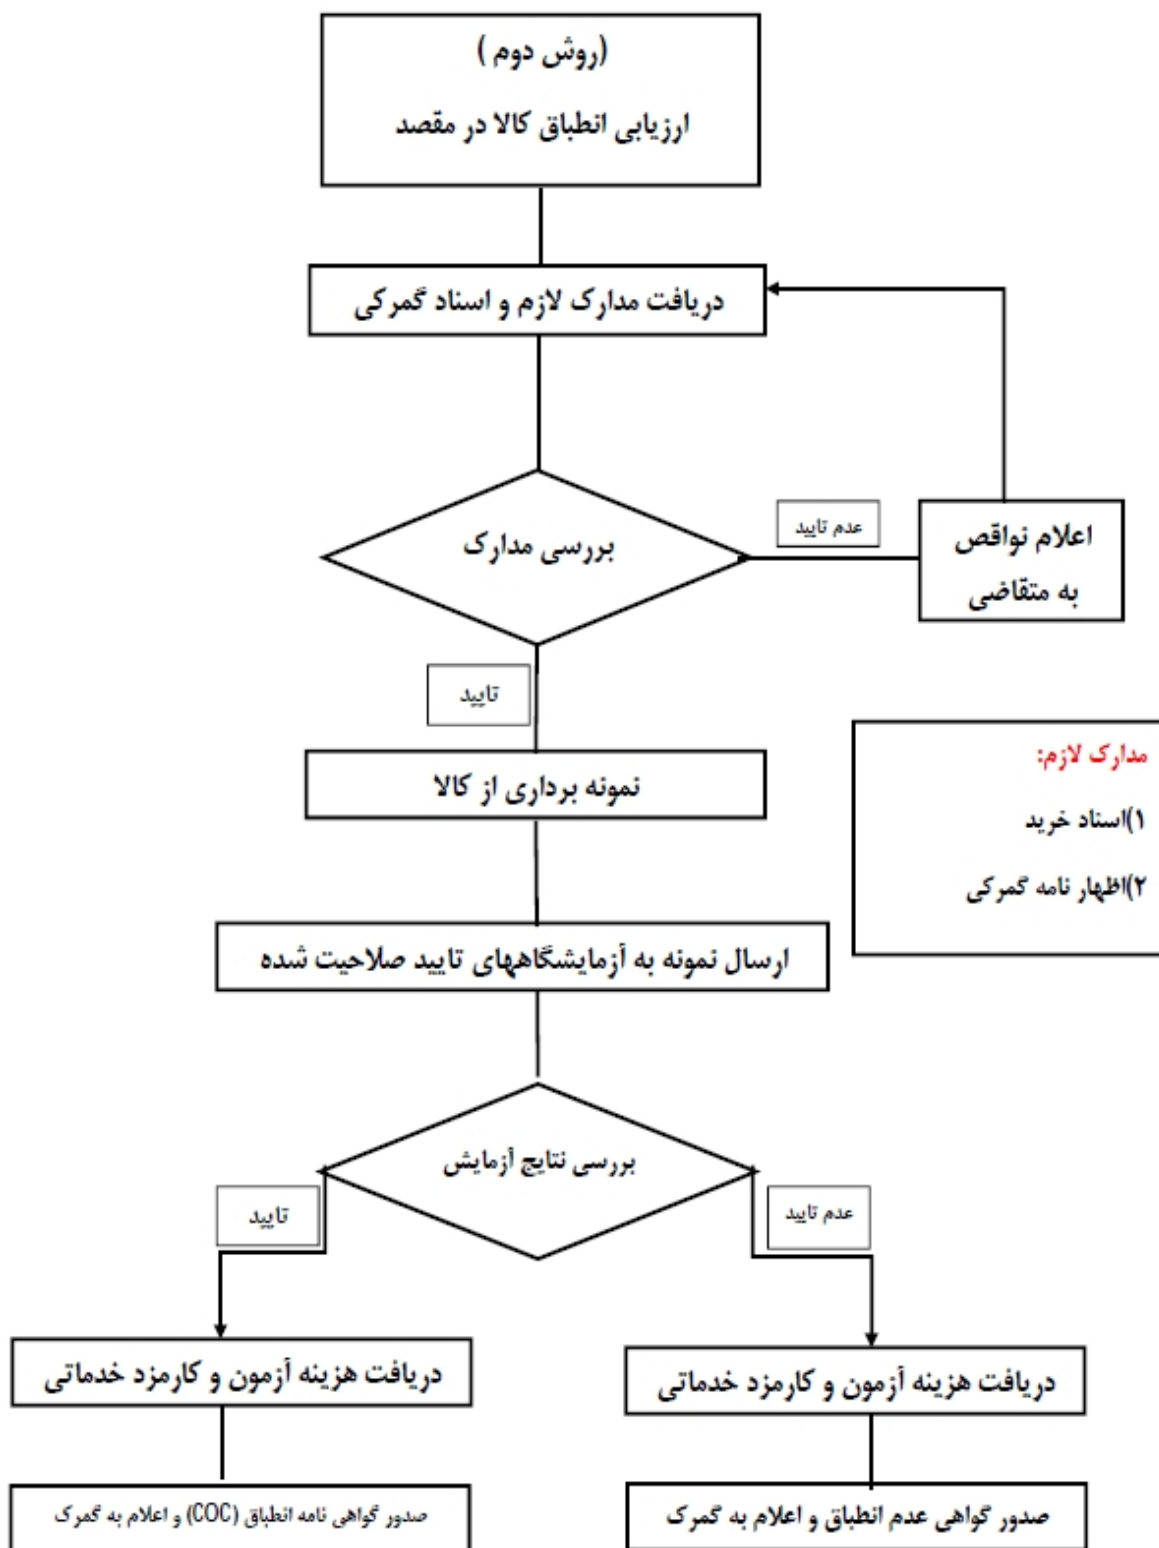 (روش دوم )
ارزیابی انطباق کالا در مقصد
دریافت مدارک لازم و اسناد گمرکی
بررسی مدارک
عدم تایید
اعلام نواقص
به متقاضی
تایید
نمونه برداری از کالا
مدارک لازم:
۱)اسناد خرید
۲)اظهار نامه گمرکی
ارسال نمونه به آزمایشگاههای تایید صلاحیت شده
بررسی نتایج آزمایش
عدم تایید
تایید
دریافت هزینه آزمون و کارمزد خدماتی
دریافت هزینه آزمون و کارمزد خدماتی
صدور گواهی عدم انطباق و اعلام به گمرک
صدور گواهی نامه انطباق (COC) و اعلام به گمرک